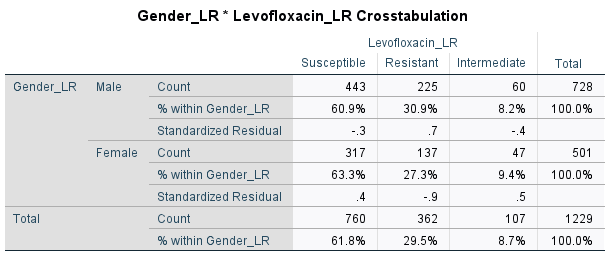 Gender_LR * Levofloxacin_LR Crosstabulation
Levofloxacin_LR
Susceptible Resistant Intermediate Total
Gender_LR Male Count 443 225 60 728
% within Gender_LR 60.9% 30.9% 8.2% 100.0%
Standardized Residual -.3 .7 -.4
Female Count 317 137 47 501
% within Gender_LR 63.3% 27.3% 9.4% 100.0%
Standardized Residual .4 -.9 .5
Total Count 760 362 107 1229
% within Gender_LR 61.8% 29.5% 8.7% 100.0%